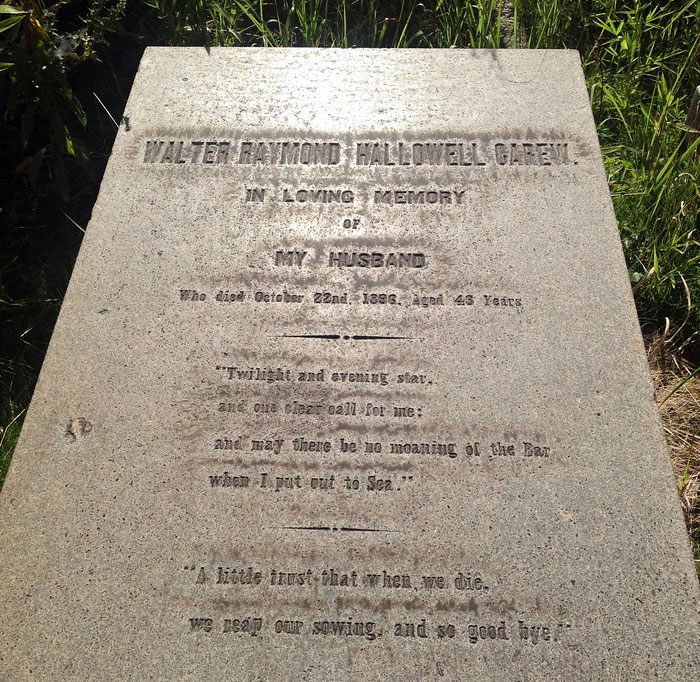 WALTER RAYMOND HALLOWELL CAREW.
IN LOVING MEMORY
OF
MY HUSBAND
Who died October 22nd, 1896, Aged 43 Years
"Twilight and evening star,
and one clear call for me:
and may there be no moaning of the Bar
when I put out to Sea."
"A little trust that when we die,
we reap our sowing, and so good bye."